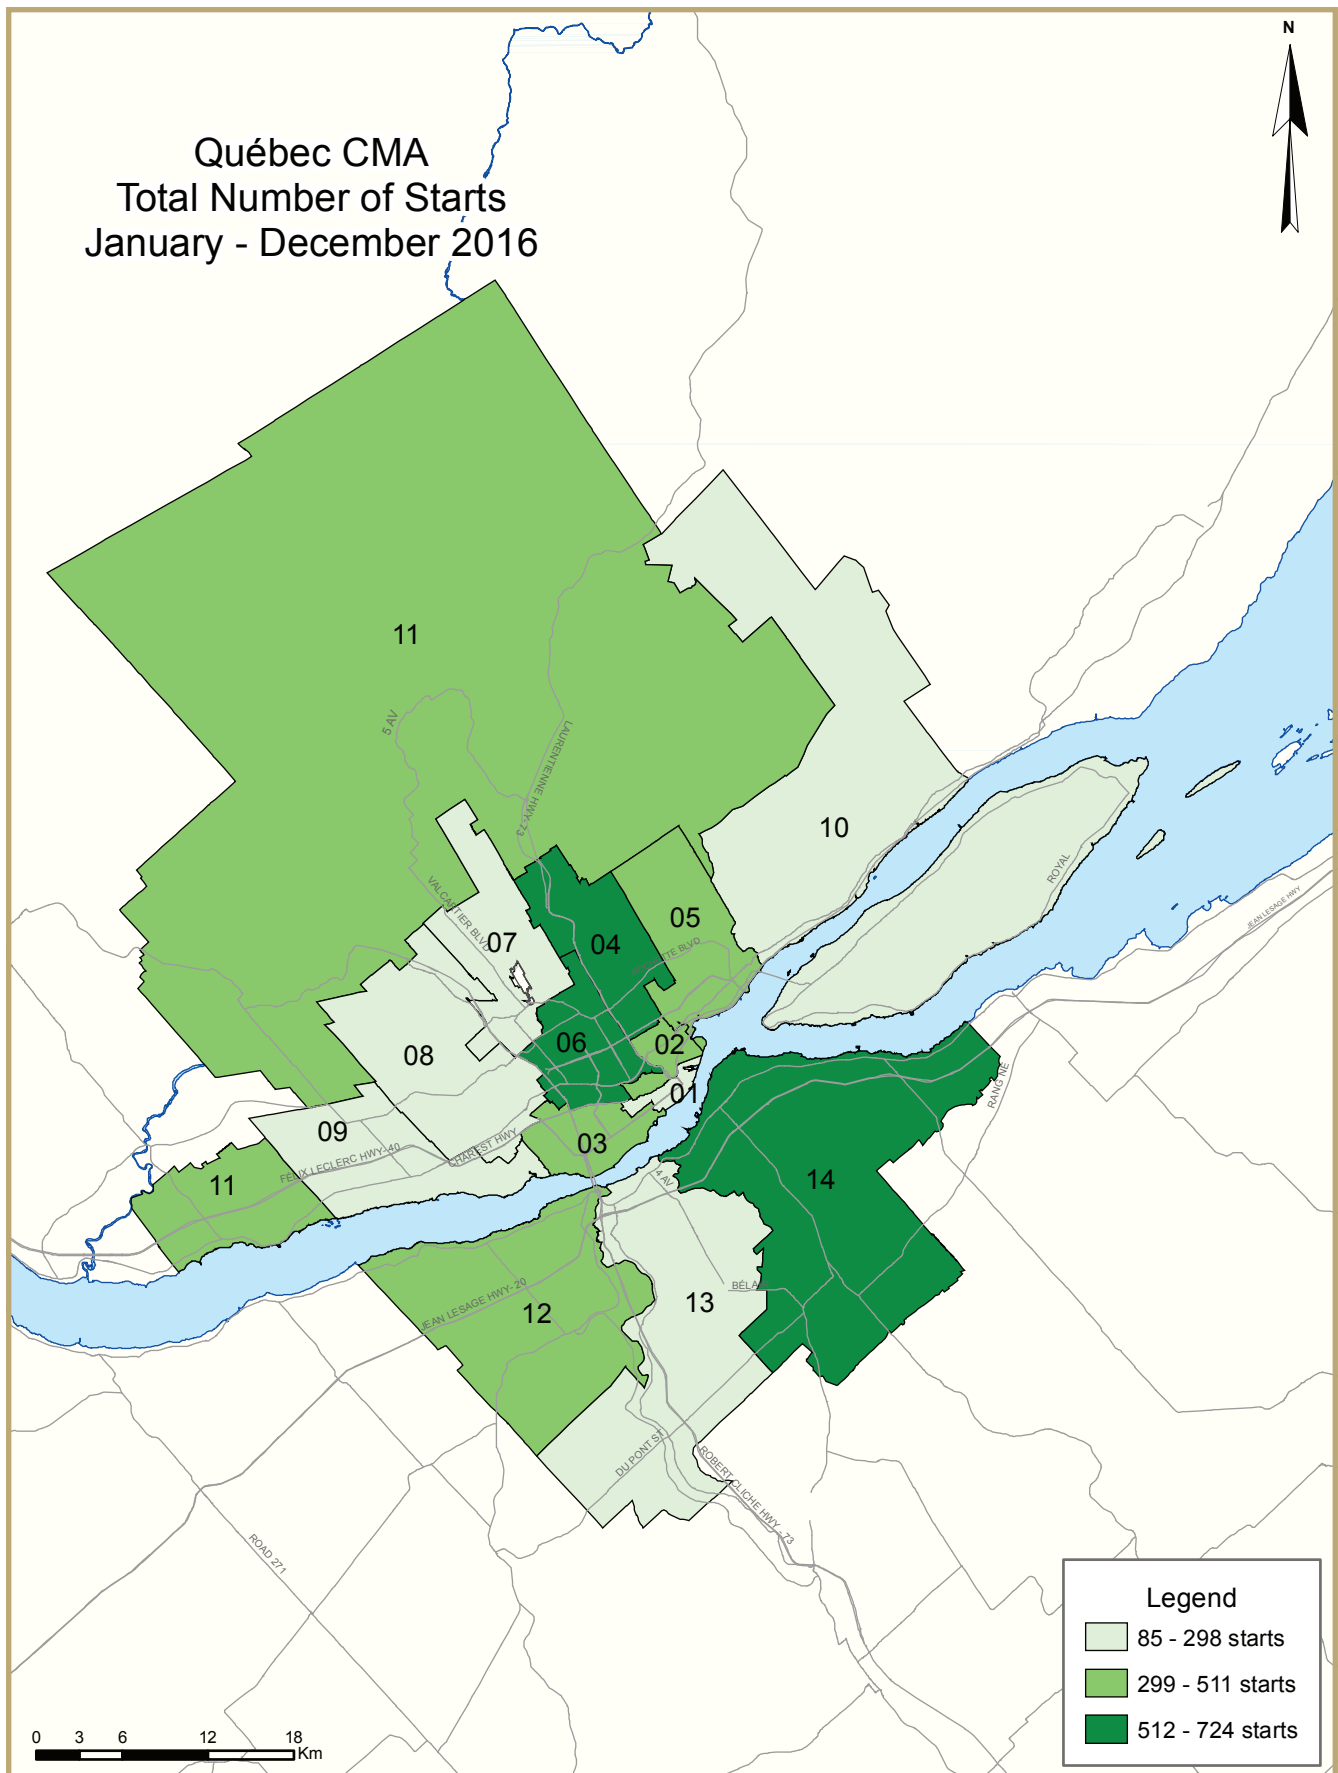 N
Québec CMA
Total Number of Starts
January - December 2016
11
5 AV
LAURENTIENNE HWY-73
10
ROYAL
VALCARTIER BLVD
07
04
05
JEAN LESAGE HWY
08
06
02
01
09
03
CHAREST HWY
FÉLIX LECLERC HWY-40
11
RANG NE
4 AV
14
12
JEAN LESAGE HWY-20
13
DU PONT ST
ROBERT CLICHE HWY -73
ROAD 271
Legend
85 - 298 starts
299 - 511 starts
512 - 724 starts
0 3 6 12 18
Km